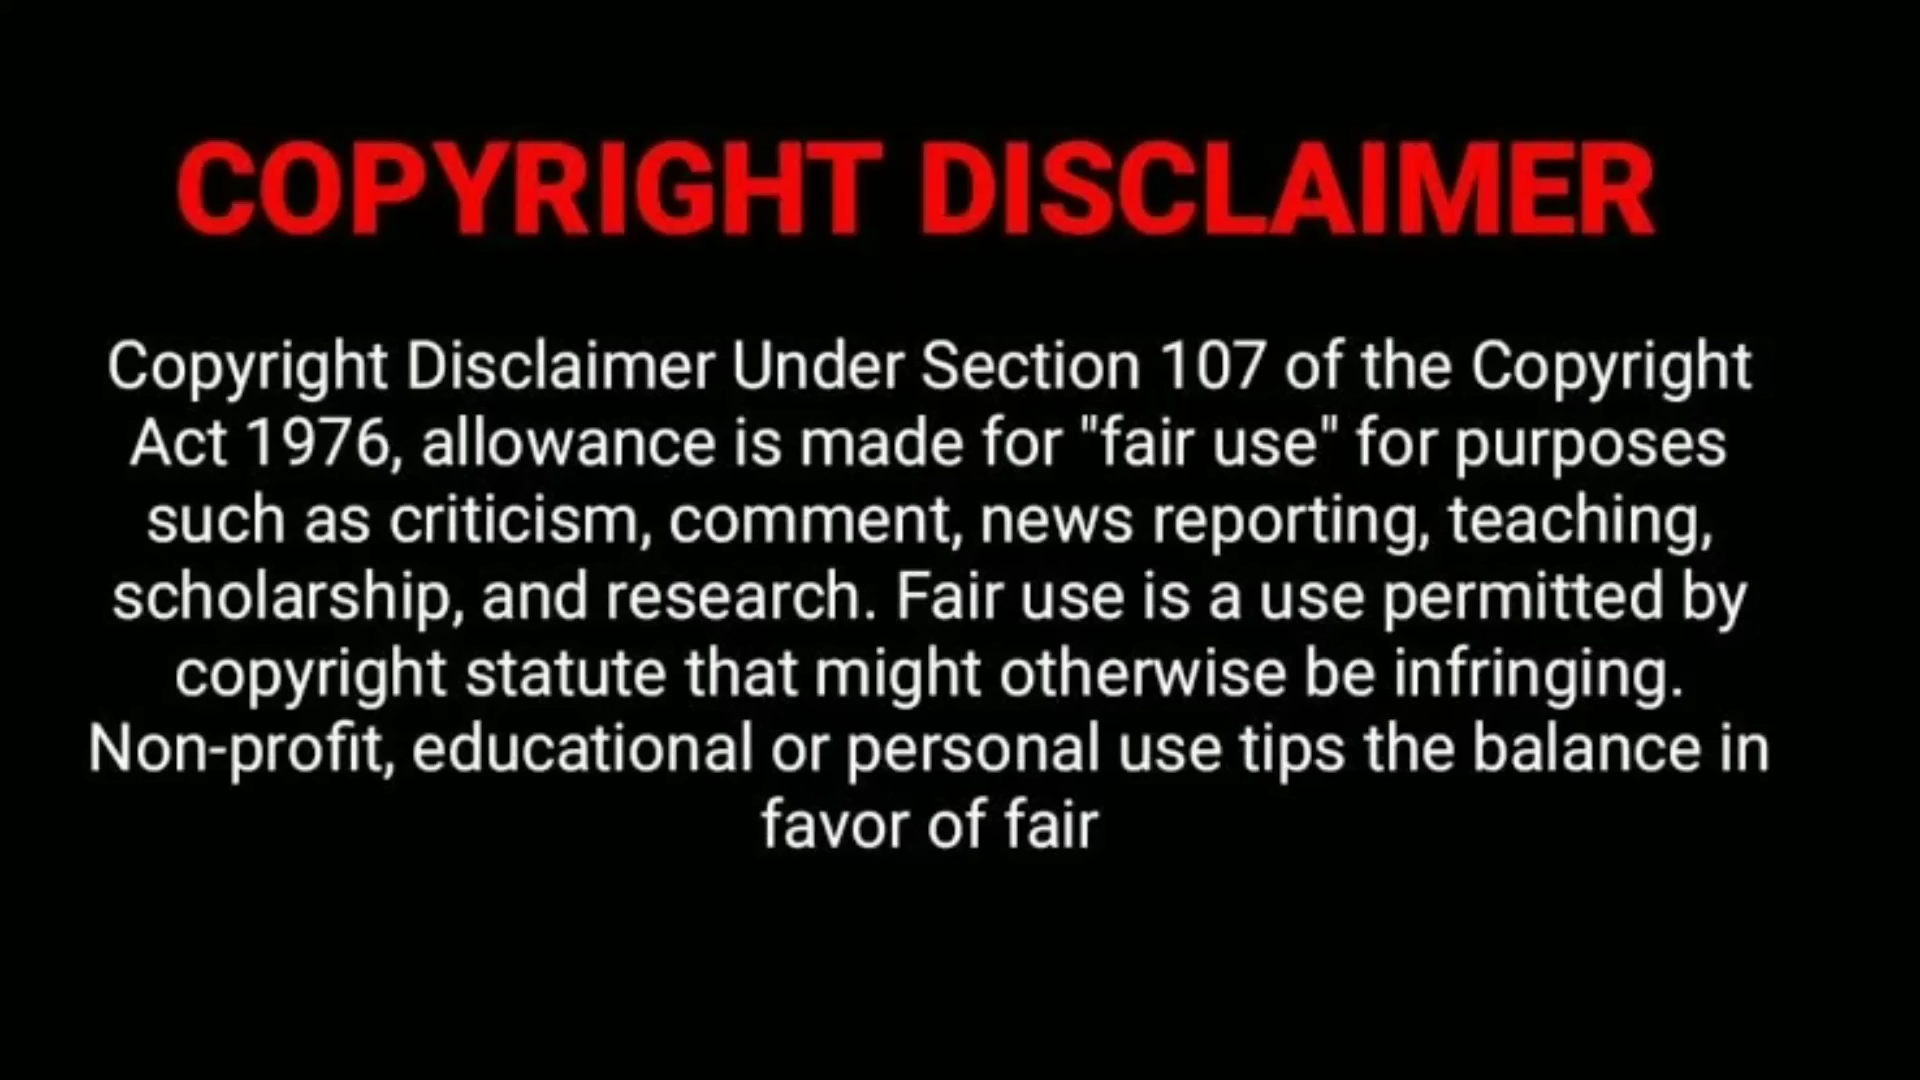 COPYRIGHT DISCLAIMER
Copyright Disclaimer Under Section 107 of the Copyright
Act 1976, allowance is made for "fair use" for purposes
such as criticism, comment, news reporting, teaching,
scholarship, and research. Fair use is a use permitted by
copyright statute that might otherwise be infringing.
Non-profit, educational or personal use tips the balance in
favor of fair